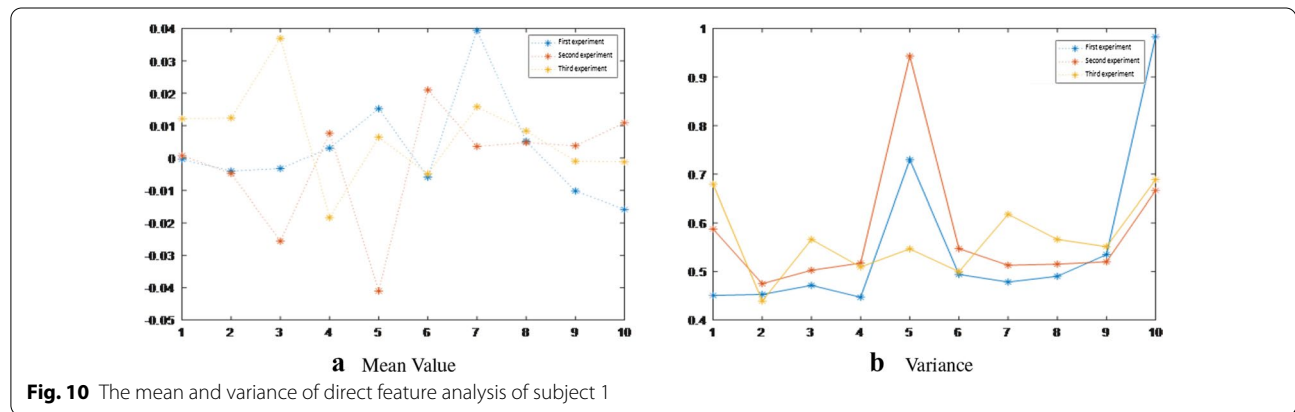 0.04
0.03
0.02
0.01
0
-0.01
-0.02
-0.03
-0.04
-0.05
1 2 3 4 5 6 7 8 9 10
First experiment
Second experiment
Third experiment
a Mean Value
1
0.9
0.8
0.7
0.6
0.5
0.4
1 2 3 4 5 6 7 8 9 10
First experiment
Second experiment
Third experiment
b Variance
Fig. 10 The mean and variance of direct feature analysis of subject 1